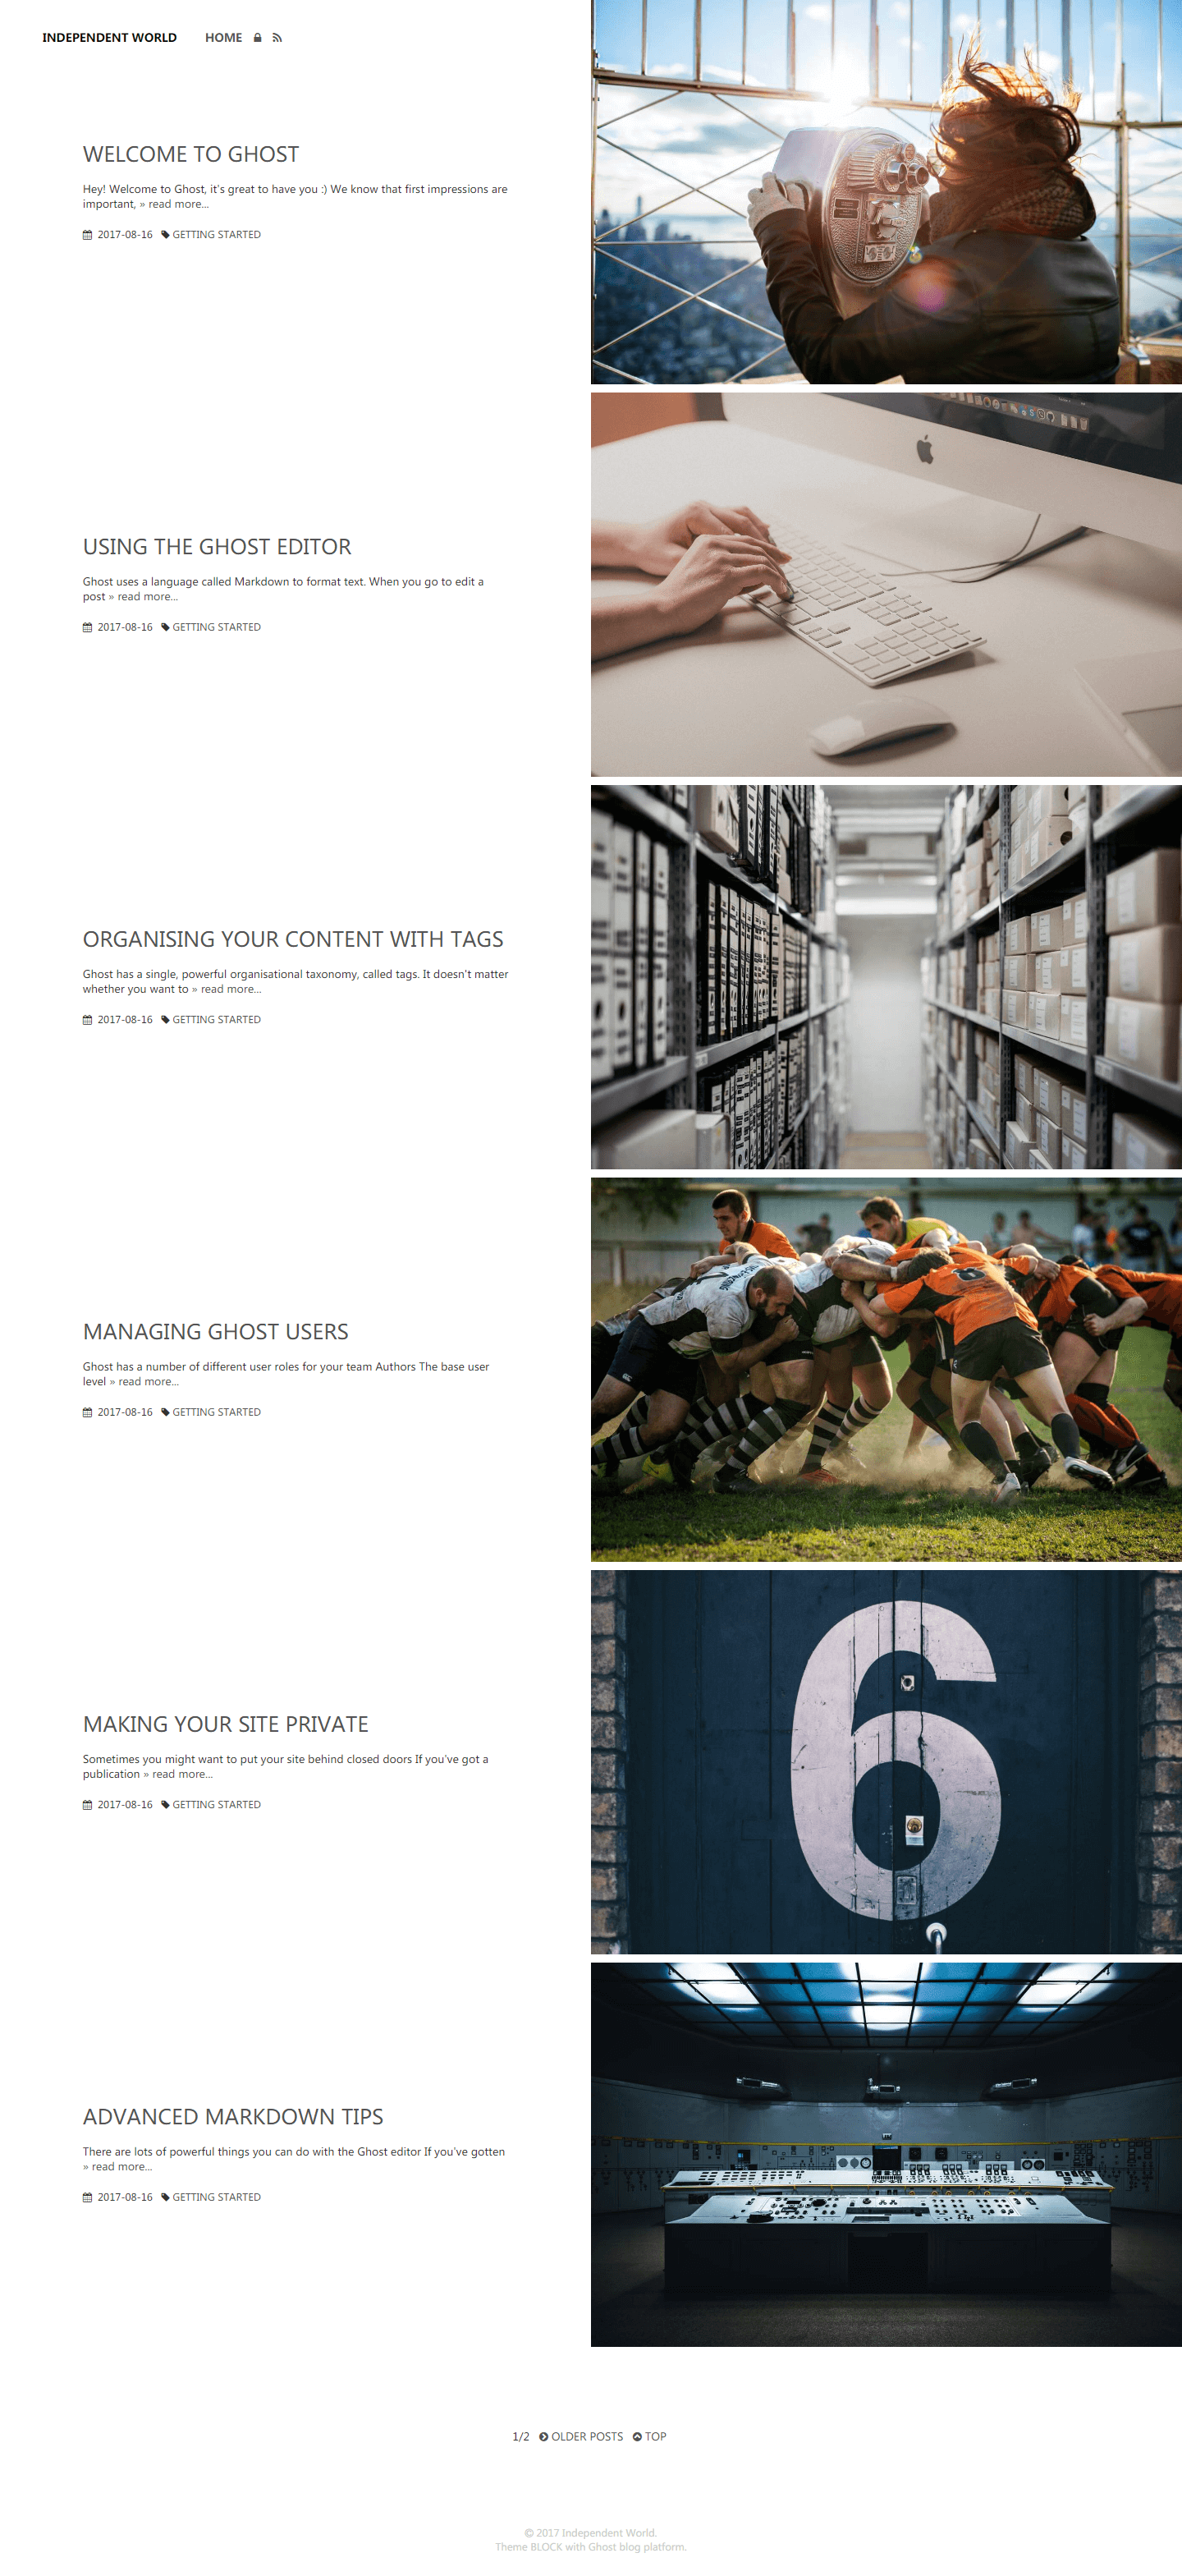 INDEPENDENT WORLD HOME
WELCOME TO GHOST
Hey! Welcome to Ghost, it's great to have you :) We know that first impressions are
important, » read more...
2017-08-16 GETTING STARTED
USING THE GHOST EDITOR
Ghost uses a language called Markdown to format text. When you go to edit a
post » read more...
2017-08-16 GETTING STARTED
ORGANISING YOUR CONTENT WITH TAGS
Ghost has a single, powerful organisational taxonomy, called tags. It doesn't matter
whether you want to » read more...
2017-08-16 GETTING STARTED
MANAGING GHOST USERS
Ghost has a number of different user roles for your team Authors The base user
level » read more...
2017-08-16 GETTING STARTED
MAKING YOUR SITE PRIVATE
Sometimes you might want to put your site behind closed doors If you've got a
publication » read more...
2017-08-16 GETTING STARTED
6
ADVANCED MARKDOWN TIPS
There are lots of powerful things you can do with the Ghost editor If you've gotten
» read more...
2017-08-16 GETTING STARTED
1/2 OLDER POSTS TOP
© 2017 Independent World.
Theme BLOCK with Ghost blog platform.